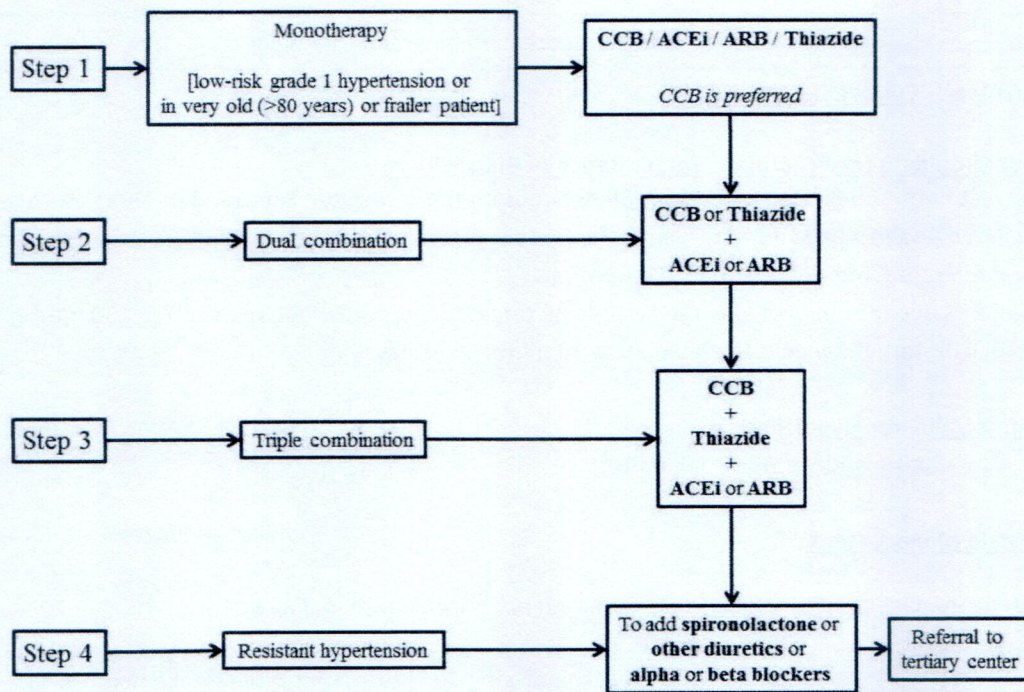 Step 1
Monotherapy
[low-risk grade 1 hypertension or
in very old (>80 years) or frailer patient]
CCB / ACEi / ARB / Thiazide
CCB is preferred
Step 2
Dual combination
CCB or Thiazide
+
ACEi or ARB
Step 3
Triple combination
CCB
+
Thiazide
+
ACEi or ARB
Step 4
Resistant hypertension
To add spironolactone or
other diuretics or
alpha or beta blockers
Referral to
tertiary center